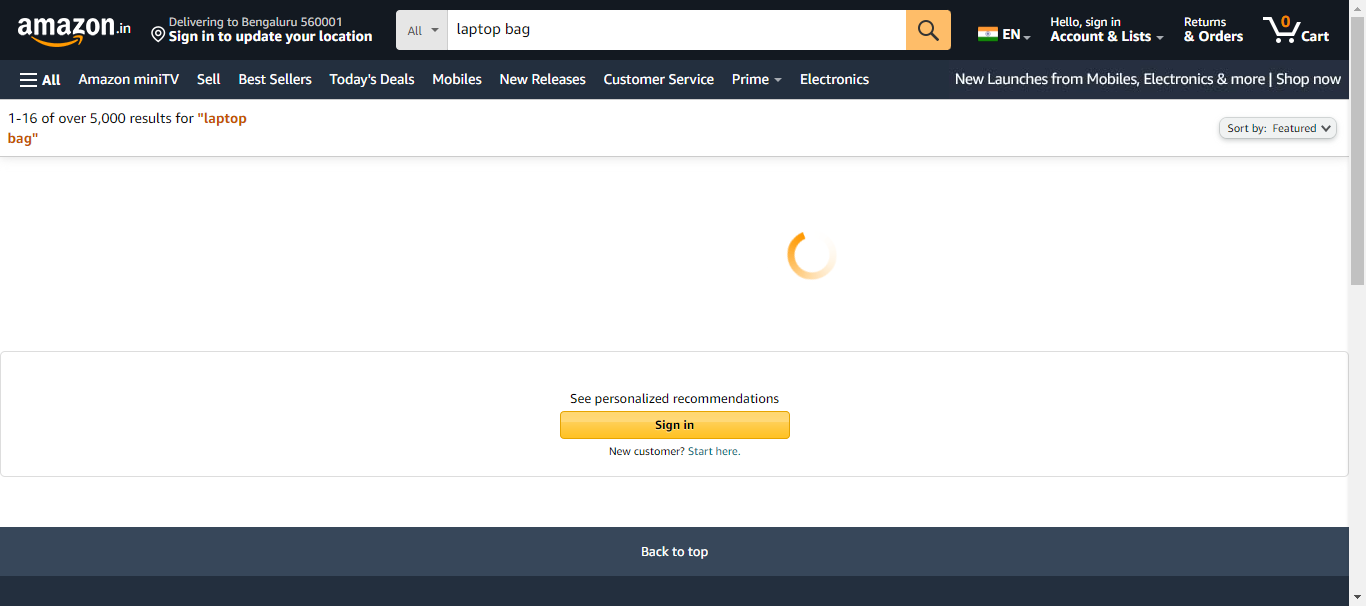 amazon.in
Delivering to Bengaluru 560001
Sign in to update your location
All
laptop bag
EN
Hello, sign in
Account & Lists
Returns
& Orders
0
Cart
All Amazon miniTV Sell Best Sellers Today's Deals Mobiles New Releases Customer Service Prime Electronics New Launches from Mobiles, Electronics & more | Shop now
1-16 of over 5,000 results for "laptop
bag"
Sort by: Featured
See personalized recommendations
Sign in
New customer? Start here.
Back to top